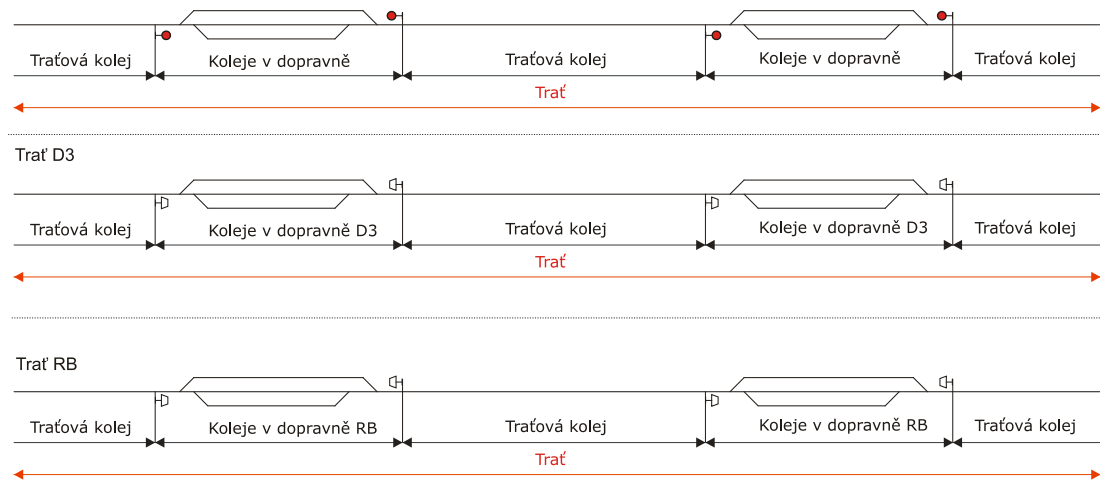 Traťová kolej Koleje v dopravně Traťová kolej Koleje v dopravně Traťová kolej
Trať
Trať D3
Traťová kolej Koleje v dopravně D3 Traťová kolej Koleje v dopravně D3 Traťová kolej
Trať
Trať RB
Traťová kolej Koleje v dopravně RB Traťová kolej Koleje v dopravně RB Traťová kolej
Trať